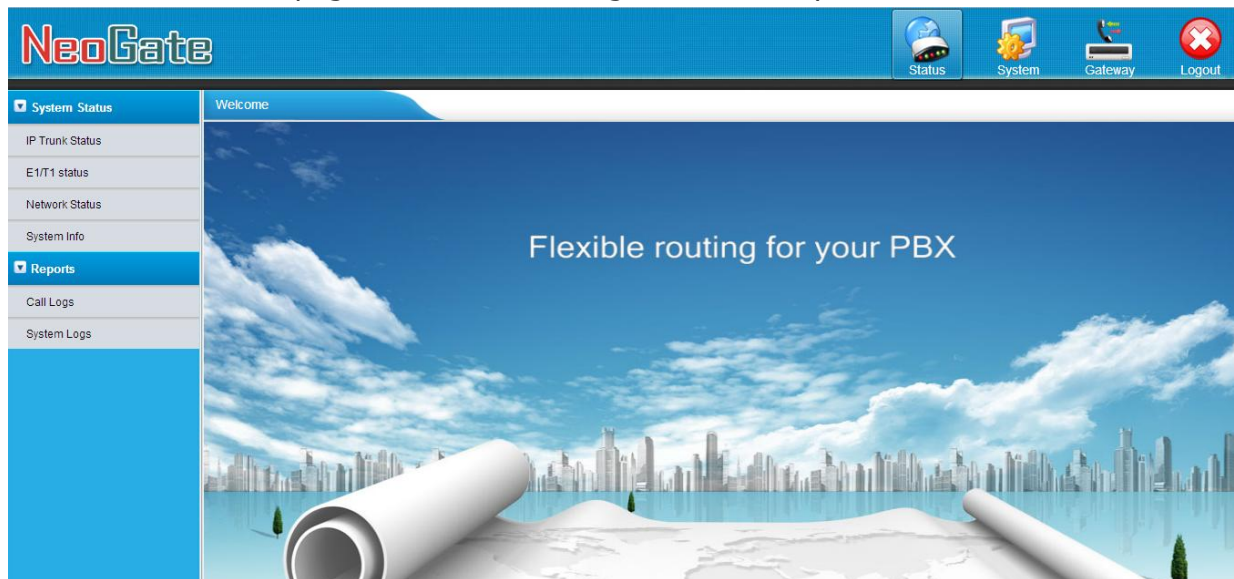 NeoGate
Status
System
Gateway
Logout
System Status
IP Trunk Status
E1/T1 status
Network Status
System Info
Reports
Call Logs
System Logs
Welcome
Flexible routing for your PBX